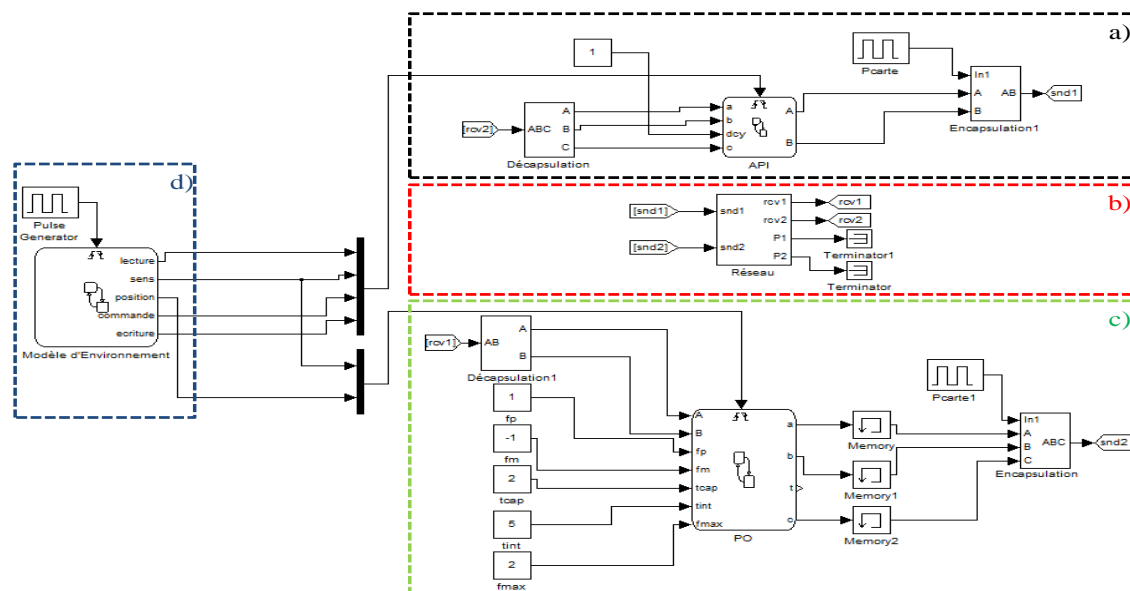 a)
1
Pcarte
In1
A
B
AB
snd1
Encapsulation1
[rcv2]
ABC
A
B
C
Décapsulation
a
b
dcy
c
A
B
API
b)
[snd1]
[snd2]
snd1
snd2
rcv1
rcv2
P1
P2
Réseau
rcv1
rcv2
Terminator1
Terminator
d)
Pulse
Generator
lecture
sens
position
commande
ecriture
Modèle d'Environnement
c)
[rcv1]
AB
A
B
Décapsulation1
1
fp
-1
fm
2
tcap
5
tint
2
fmax
A
B
fp
fm
tcap
tint
fmax
a
b
t
c
PO
Memory
Memory1
Memory2
Pcarte1
In1
A
B
C
ABC
Encapsulation
snd2